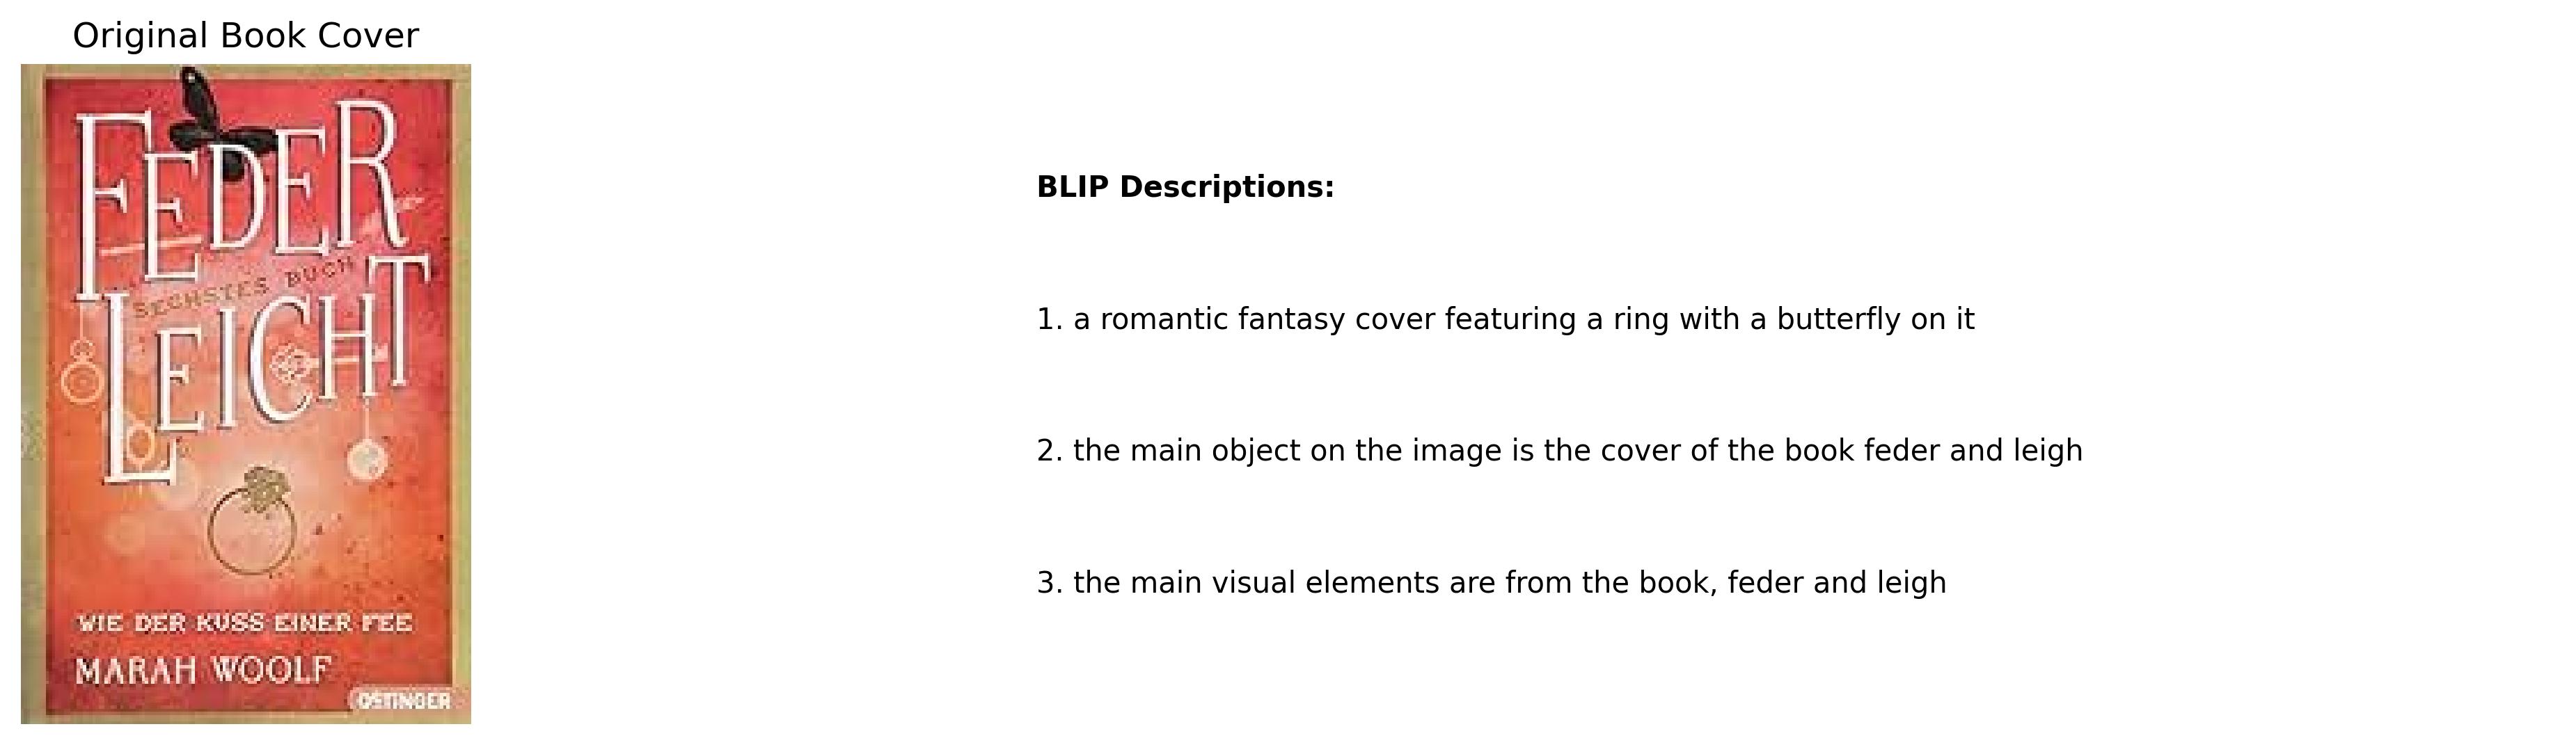 Original Book Cover
FEDER
SECHSTES BUCH
LEICHT
WIE DER KUSS EINER FEE
MARAH WOOLF
OETINGER
BLIP Descriptions:
1. a romantic fantasy cover featuring a ring with a butterfly on it
2. the main object on the image is the cover of the book feder and leigh
3. the main visual elements are from the book, feder and leigh